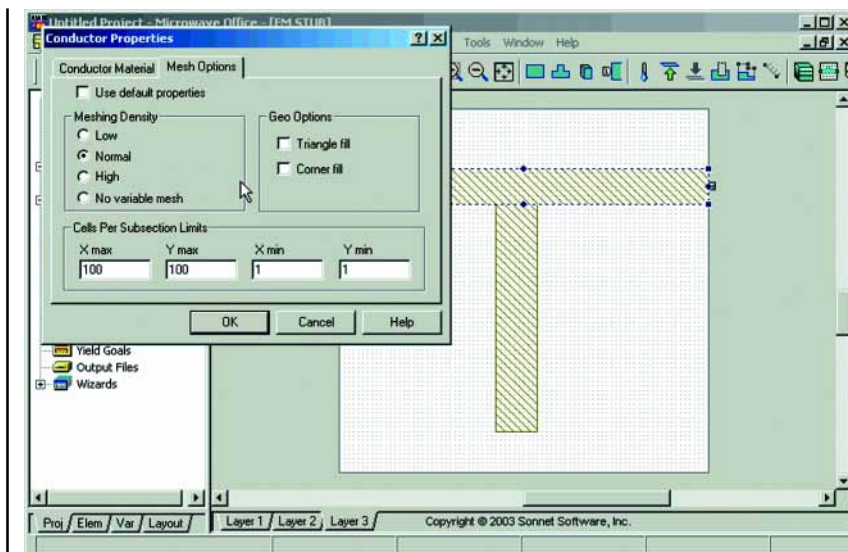 Untitled Project - Microwave Office - [EM STUB]
Conductor Properties
Tools Window Help
Conductor Material Mesh Options
Use default properties
Meshing Density
Low
Normal
High
No variable mesh
Geo Options
Triangle fill
Corner fill
Cells Per Subsection Limits
X max Y max X min Y min
100 100 1 1
OK Cancel Help
Yield Goals
Output Files
Wizards
Proj Elem Var Layout
Layer 1 Layer 2 Layer 3
Copyright © 2003 Sonnet Software, Inc.